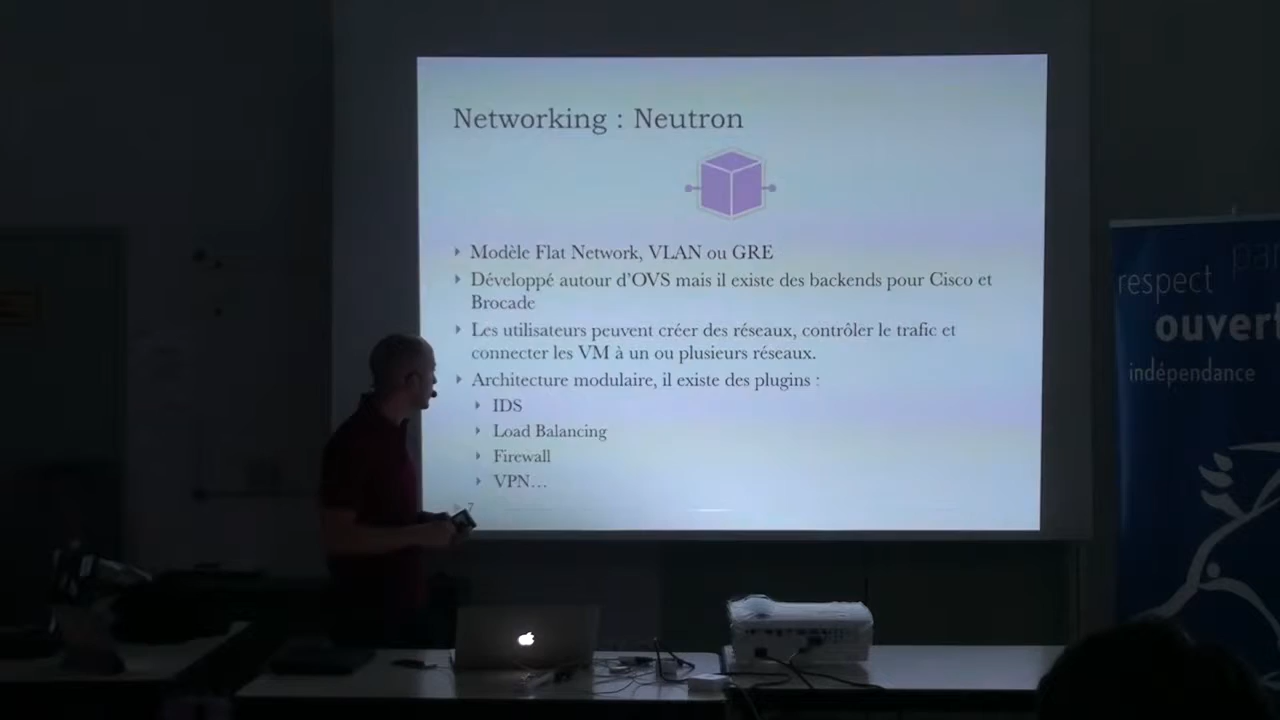 Networking : Neutron
Modèle Flat Network, VLAN ou GRE
Développé autour d'OVS mais il existe des backends pour Cisco et
Brocade
Les utilisateurs peuvent créer des réseaux, contrôler le trafic et
connecter les VM à un ou plusieurs réseaux.
Architecture modulaire, il existe des plugins :
IDS
Load Balancing
Firewall
VPN…
7
respect
ouvert
indépendance